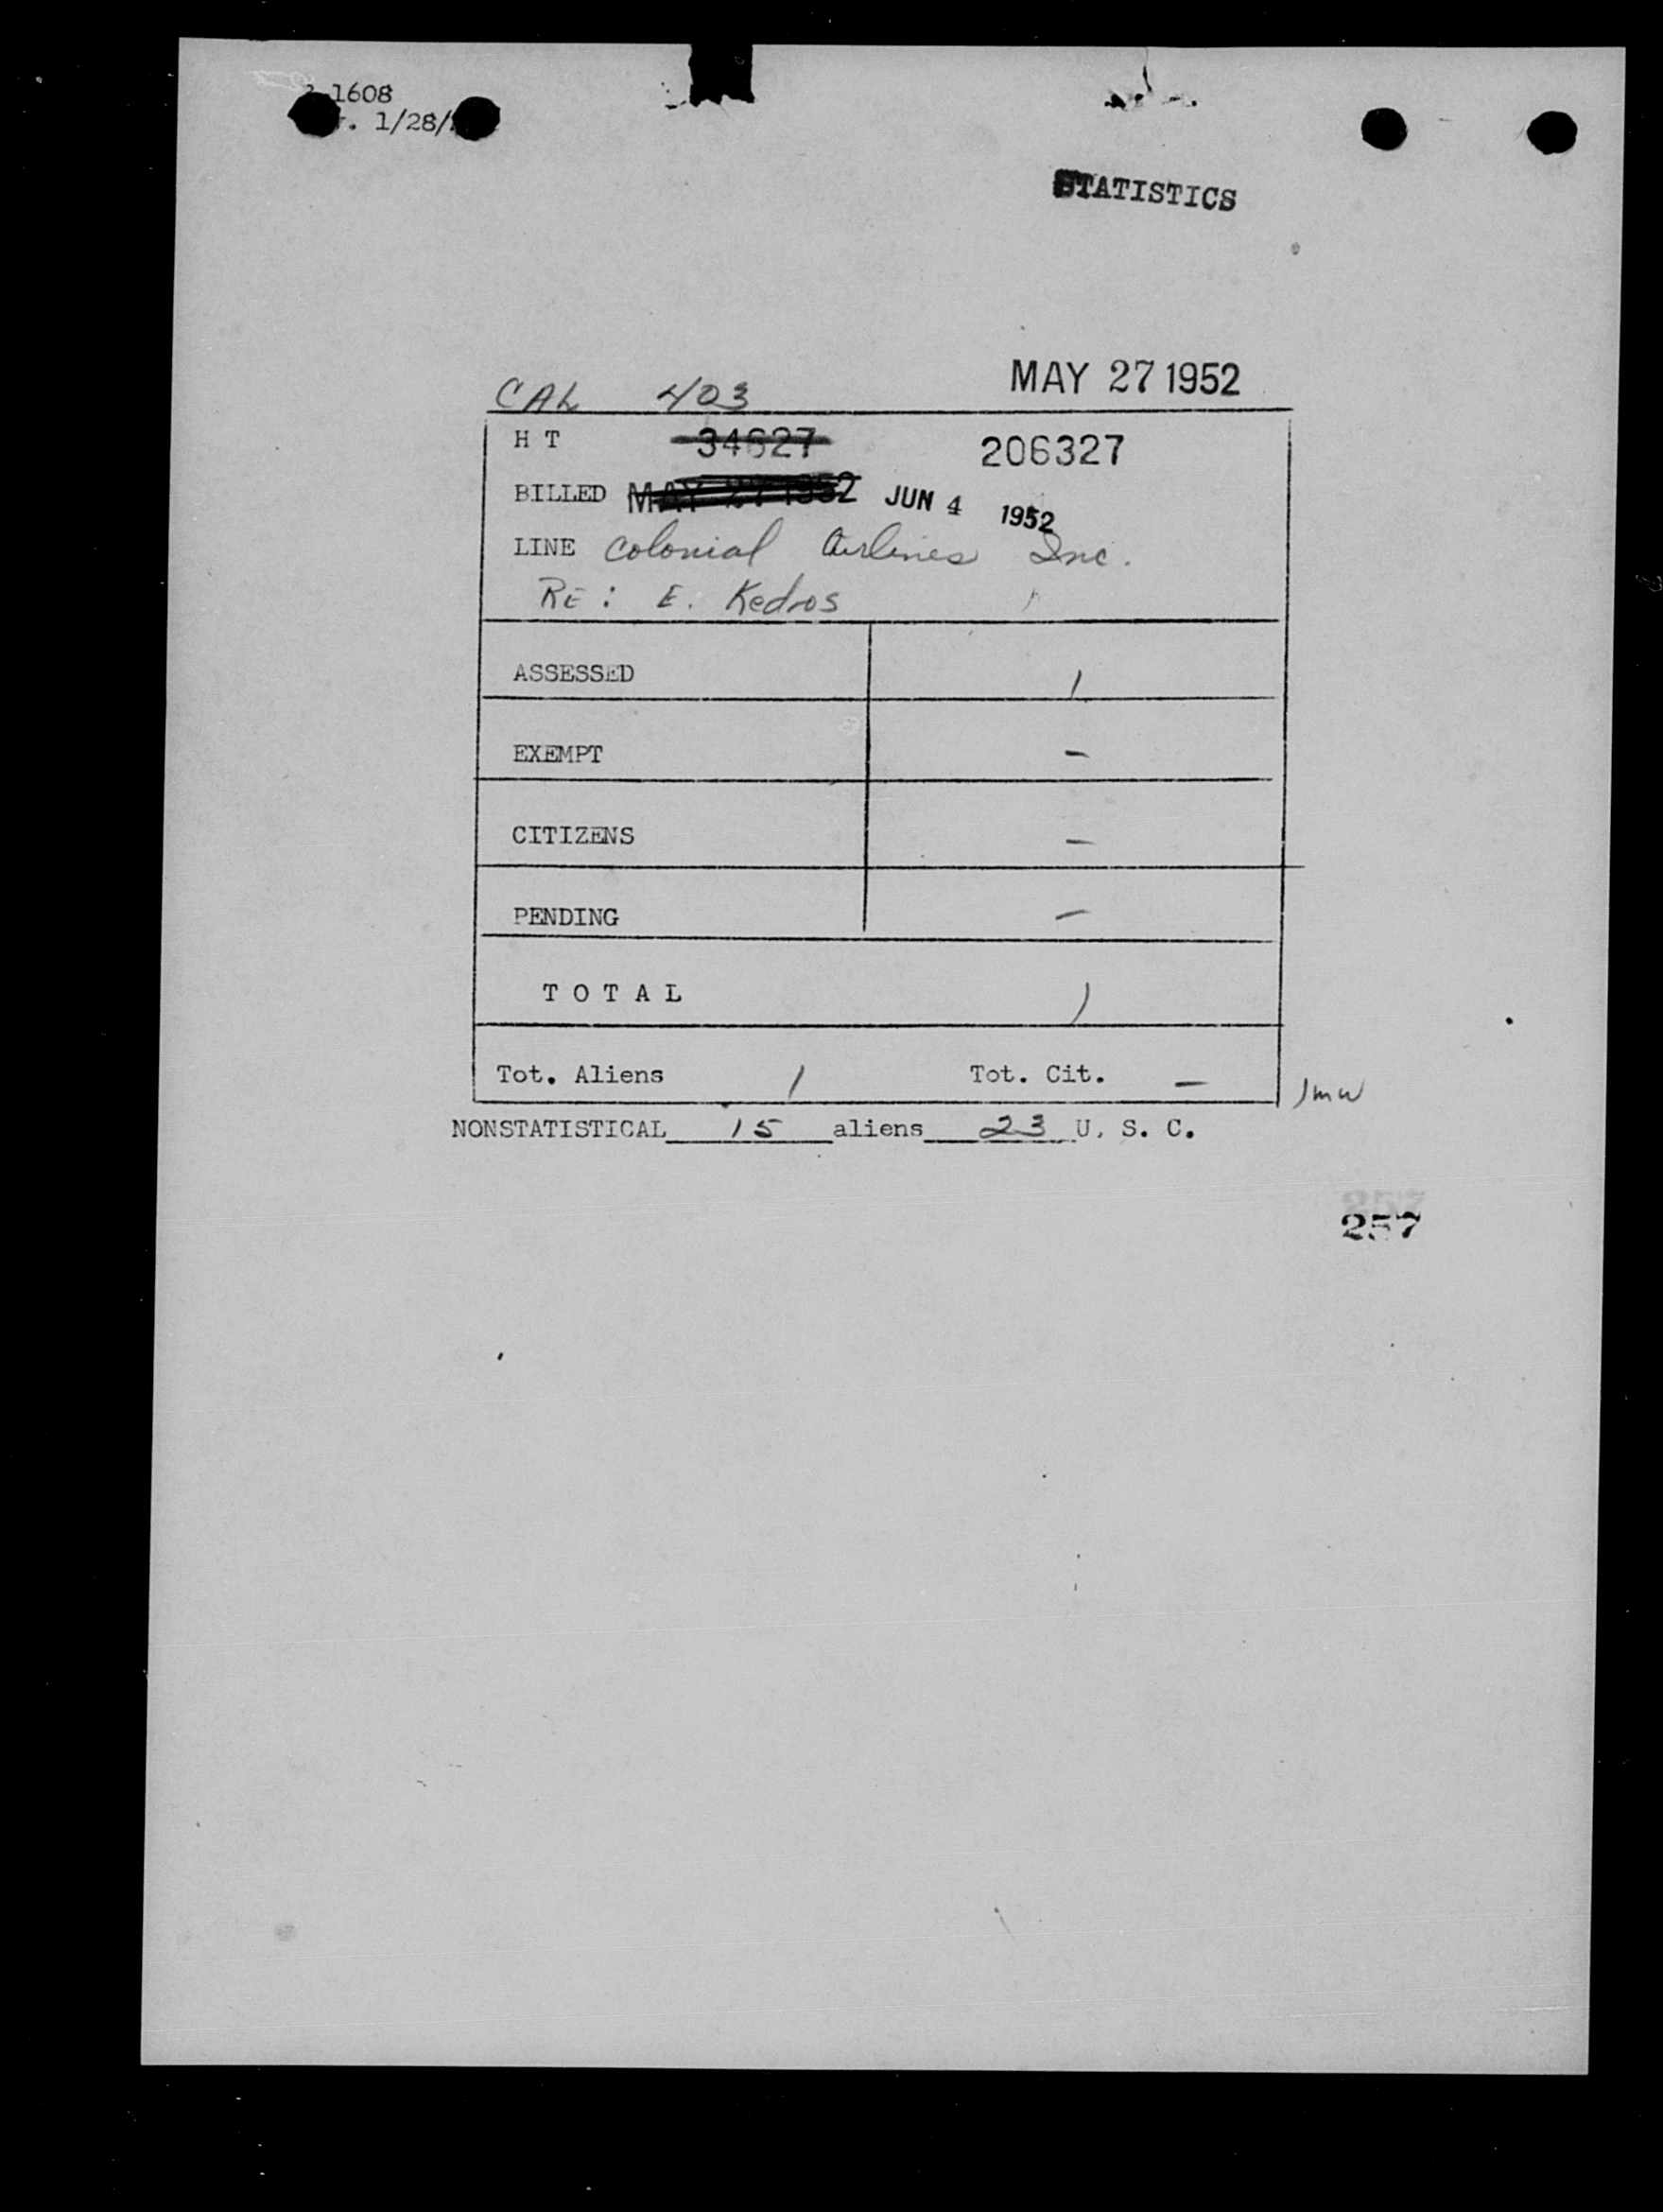 1608
. 1/28/
STATISTICS
MAY 27 1952
CAL 403
H T 34627 206327
BILLED MAY 27 1952 JUN 4 1952
LINE Colonial Airlines Inc.
RE: E. Kedros
ASSESSED 1
EXEMPT -
CITIZENS -
PENDING -
T O T A L 1
Tot. Aliens 1 Tot. Cit. -
NONSTATISTICAL 15 aliens 23 U. S. C.
257